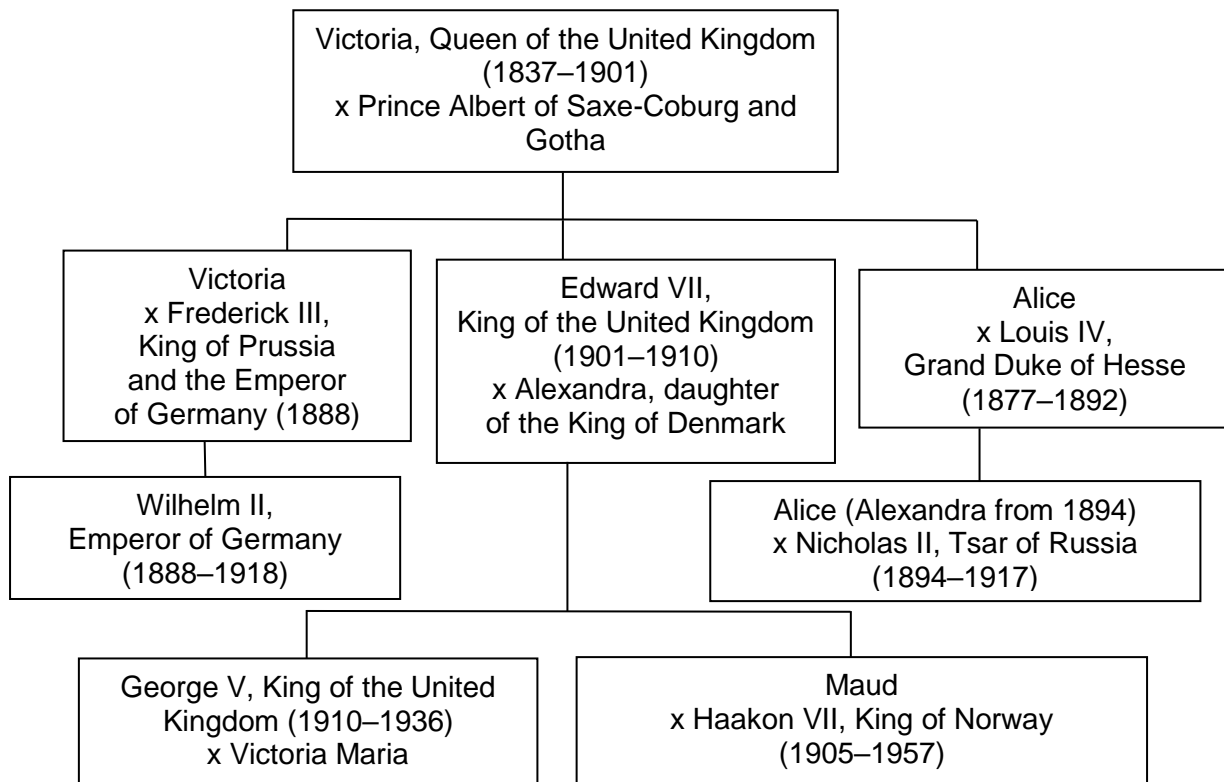 Victoria, Queen of the United Kingdom
(1837–1901)
x Prince Albert of Saxe-Coburg and
Gotha
Victoria
x Frederick III,
King of Prussia
and the Emperor
of Germany (1888)
Edward VII,
King of the United Kingdom
(1901–1910)
x Alexandra, daughter
of the King of Denmark
Alice
x Louis IV,
Grand Duke of Hesse
(1877–1892)
Wilhelm II,
Emperor of Germany
(1888–1918)
Alice (Alexandra from 1894)
x Nicholas II, Tsar of Russia
(1894–1917)
George V, King of the United
Kingdom (1910–1936)
x Victoria Maria
Maud
x Haakon VII, King of Norway
(1905–1957)